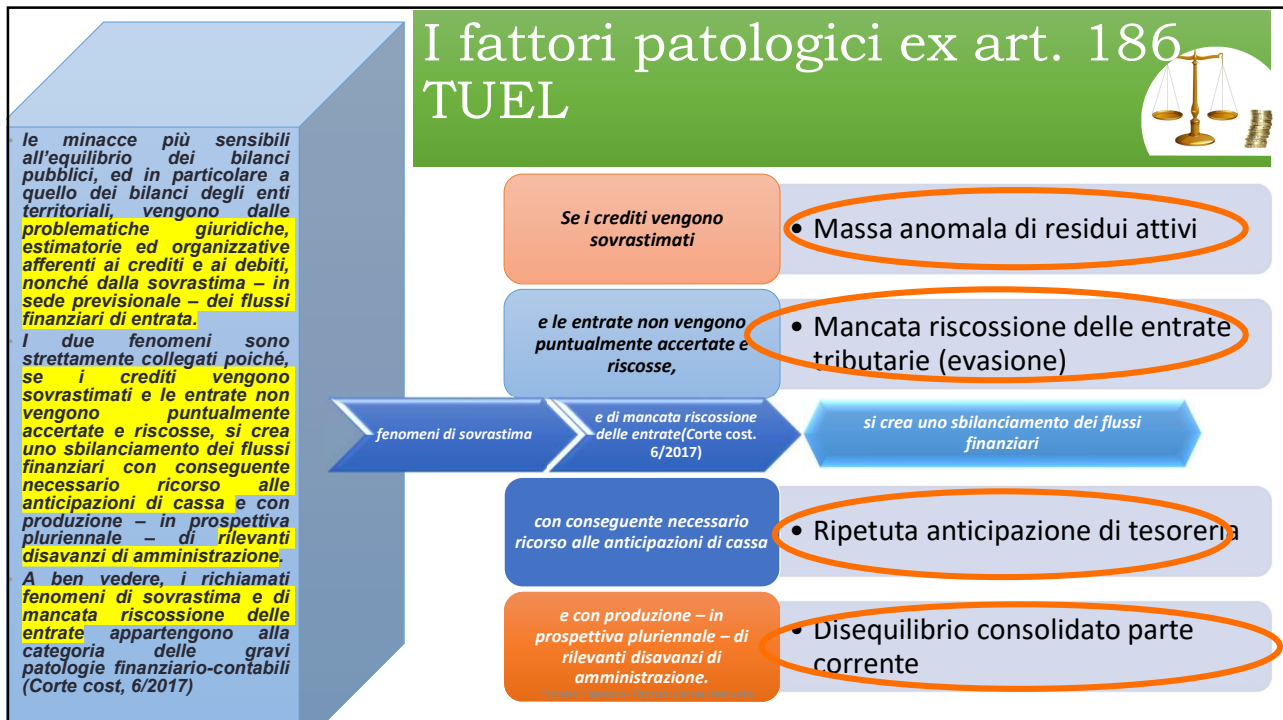 I fattori patologici ex art. 186
TUEL
le minacce più sensibili
all'equilibrio dei bilanci
pubblici, ed in particolare a
quello dei bilanci degli enti
territoriali, vengono dalle
problematiche giuridiche,
estimatorie ed organizzative
afferenti ai crediti e ai debiti,
nonché dalla sovrastima – in
sede previsionale – dei flussi
finanziari di entrata.
I due fenomeni sono
strettamente collegati poiché,
se i crediti vengono
sovrastimati e le entrate non
vengono puntualmente
accertate e riscosse, si crea
uno sbilanciamento dei flussi
finanziari con conseguente
necessario ricorso alle
anticipazioni di cassa e con
produzione – in prospettiva
pluriennale – di rilevanti
disavanzi di amministrazione.
A ben vedere, i richiamati
fenomeni di sovrastima e di
mancata riscossione delle
entrate appartengono alla
categoria delle gravi
patologie finanziario-contabili
(Corte cost, 6/2017)
Se i crediti vengono
sovrastimati
• Massa anomala di residui attivi
e le entrate non vengono
puntualmente accertate e
riscosse,
• Mancata riscossione delle entrate
tributarie (evasione)
fenomeni di sovrastima
e di mancata riscossione
delle entrate(Corte cost.
6/2017)
si crea uno sbilanciamento dei flussi
finanziari
con conseguente necessario
ricorso alle anticipazioni di cassa
• Ripetuta anticipazione di tesoreria
e con produzione – in
prospettiva pluriennale – di
rilevanti disavanzi di
amministrazione.
• Disequilibrio consolidato parte
corrente